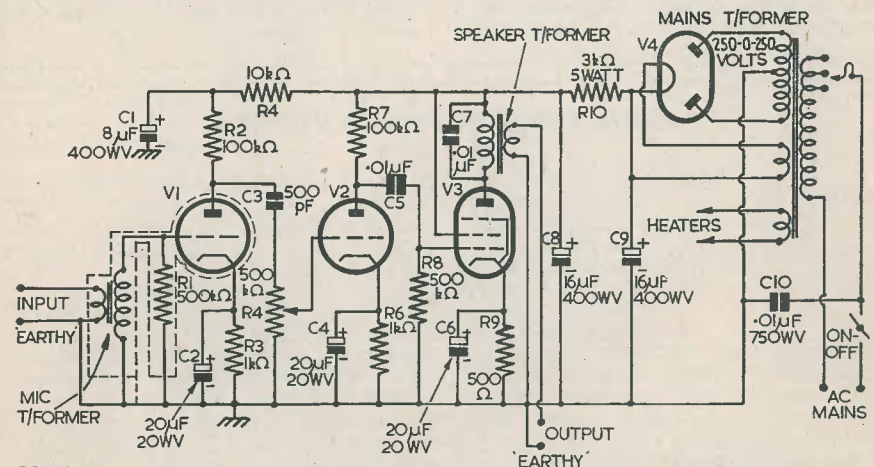 MAINS T/FORMER
SPEAKER T/FORMER
V4
250-0-250
VOLTS
3kΩ
5 WATT
R10
10kΩ
R4
C1
8µF
400WV
R2
100kΩ
R7
100kΩ
C7
.01
µF
.01µF
C5
V1
C3
500
pF
V2
V3
HEATERS
C8
16µF
400WV
C9
16µF
400WV
INPUT
'EARTHY'
R1
500kΩ
500
kΩ
R4
R8
500
kΩ
C10
.01µF
750WV
ON-
OFF
C2
R3
1kΩ
C4
20µF
20WV
R6
1kΩ
C6
R9
500
Ω
MIC
T/FORMER
20µF
20WV
20µF
20WV
OUTPUT
'EARTHY'
AC
MAINS